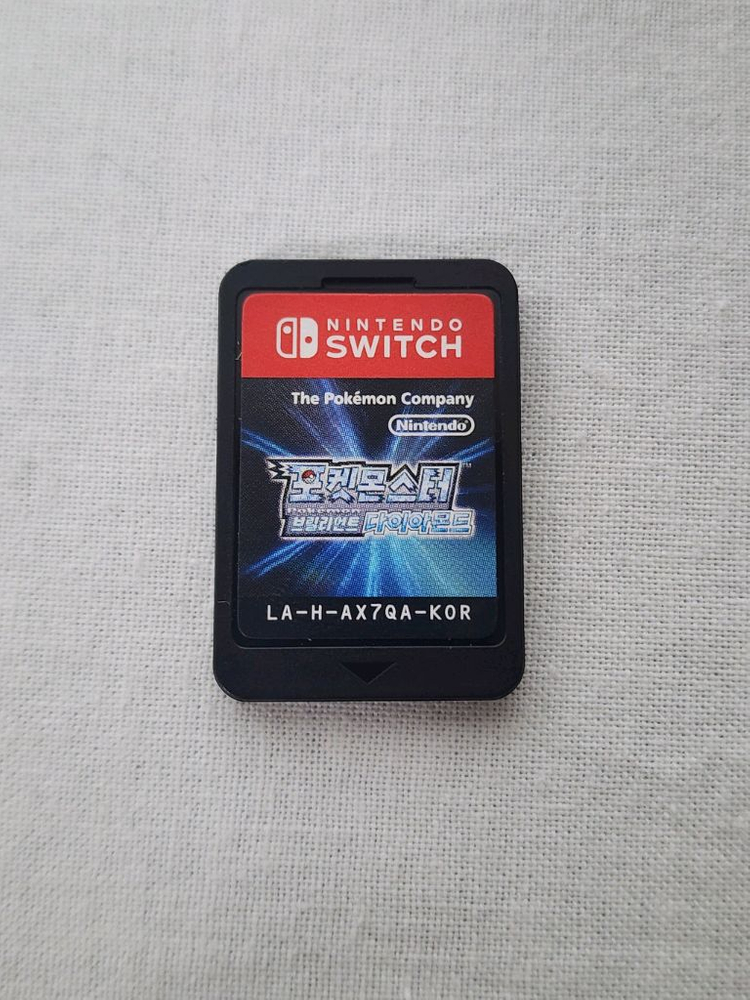 NINTENDO
SWITCH
The Pokémon Company
Nintendo
포켓몬스터
Pokémon
브릴리언트 다이아몬드
LA-H-AX7QA-KOR